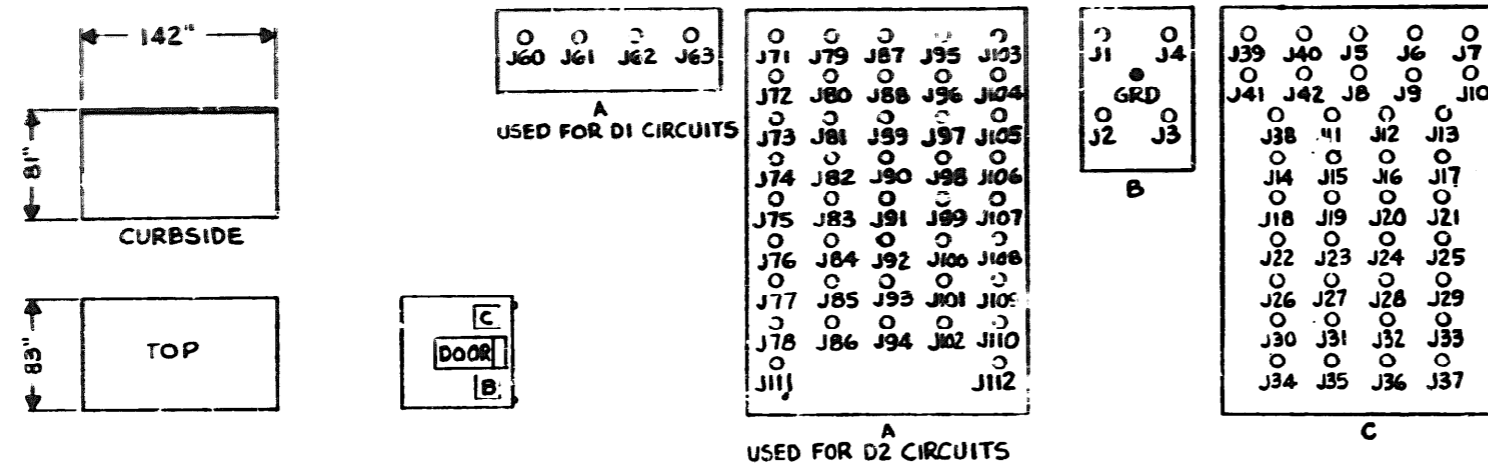 142"
81"
CURBSIDE
83"
TOP
C
DOOR
B
J60 J61 J62 J63
A
USED FOR D1 CIRCUITS
J71 J79 J87 J95 J103
J72 J80 J88 J96 J104
J73 J81 J89 J97 J105
J74 J82 J90 J98 J106
J75 J83 J91 J99 J107
J76 J84 J92 J100 J108
J77 J85 J93 J101 J109
J78 J86 J94 J102 J110
J111 J112
A
USED FOR D2 CIRCUITS
J1 J4
GRD
J2 J3
B
J39 J40 J5 J6 J7
J41 J42 J8 J9 J10
J38 J11 J12 J13
J14 J15 J16 J17
J18 J19 J20 J21
J22 J23 J24 J25
J26 J27 J28 J29
J30 J31 J32 J33
J34 J35 J36 J37
C